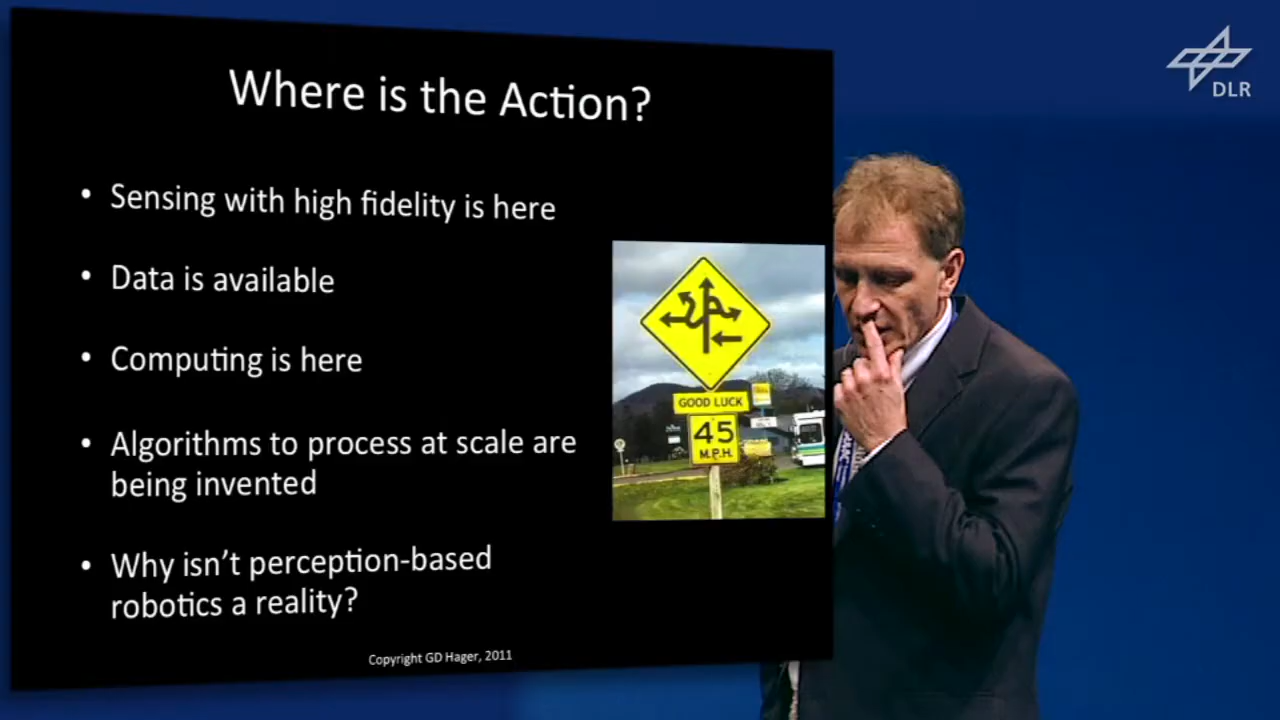 DLR
Where is the Action?
• Sensing with high fidelity is here
• Data is available
• Computing is here
• Algorithms to process at scale are
being invented
• Why isn't perception-based
robotics a reality?
GOOD LUCK
45
M.P.H.
Copyright GD Hager, 2011